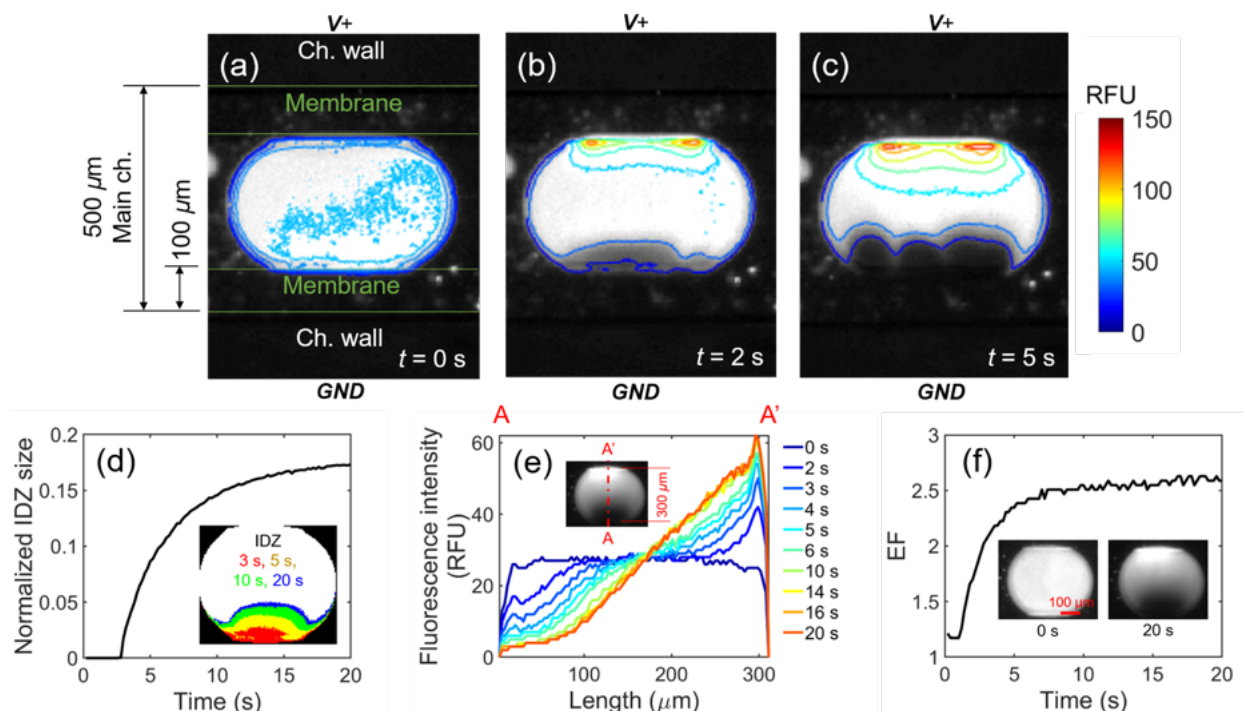 V+
V+
Ch. wall
(a)
(b)
(c)
RFU
Membrane
500 µm
Main ch.
100 µm
Membrane
Ch. wall
150
100
50
0
t = 0 s
t = 2 s
t = 5 s
GND
GND
GND
A
A'
(d)
Normalized IDZ size
0.2
0.15
0.1
0.05
0
IDZ
3 s, 5 s,
10 s, 20 s
0
5
10
15
20
Time (s)
(e)
Fluorescence intensity
(RFU)
60
40
20
0
A'
A
300 µm
0 s
2 s
3 s
4 s
5 s
6 s
10 s
14 s
16 s
20 s
0
100
200
300
Length (µm)
(f)
EF
3
2.5
2
1.5
1
100 µm
0 s
20 s
0
5
10
15
20
Time (s)